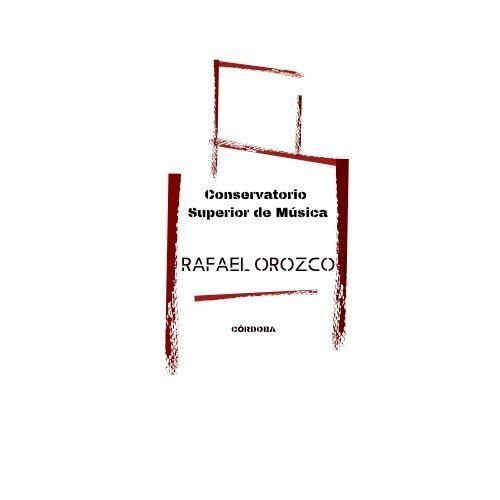 Conservatorio
Superior de Música
RAFAEL OROZCO
CÓRDOBA